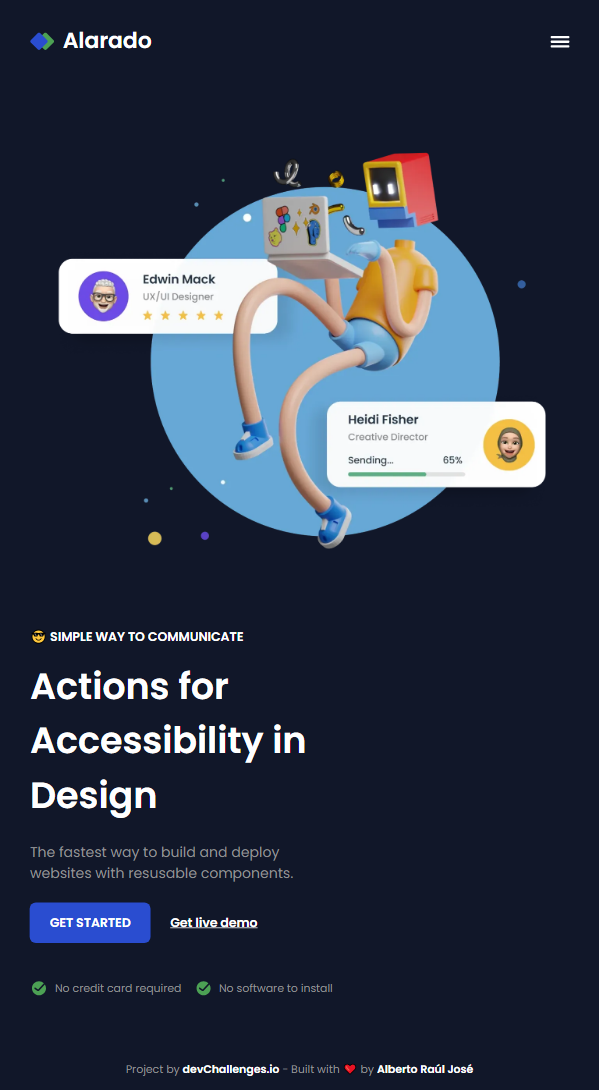 Alarado
Edwin Mack
UX/UI Designer
Heidi Fisher
Creative Director
Sending... 65%
SIMPLE WAY TO COMMUNICATE
Actions for
Accessibility in
Design
The fastest way to build and deploy
websites with resusable components.
GET STARTED Get live demo
No credit card required No software to install
Project by devChallenges.io - Built with ❤ by Alberto Raúl José